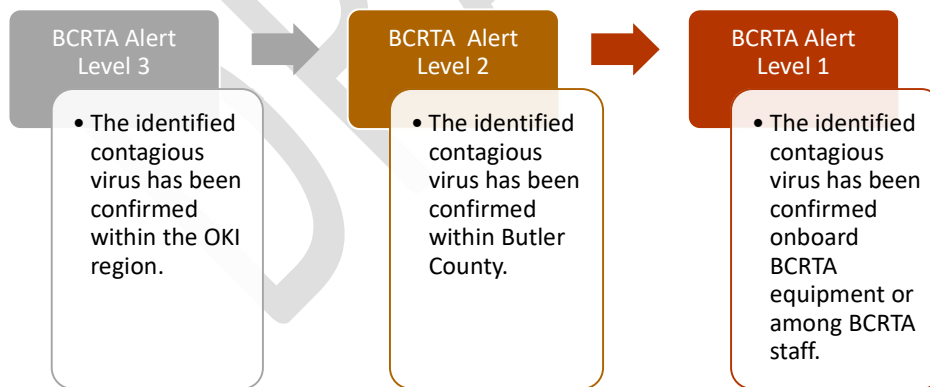 BCRTA Alert
Level 3
• The identified
contagious
virus has been
confirmed
within the OKI
region.
BCRTA  Alert
Level 2
• The identified
contagious
virus has been
confirmed
within Butler
County.
BCRTA Alert
Level 1
• The identified
contagious
virus has been
confirmed
onboard
BCRTA
equipment or
among BCRTA
staff.